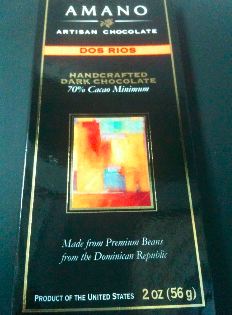 AMANO
ARTISAN CHOCOLATE
DOS RIOS
HANDCRAFTED
DARK CHOCOLATE
70% Cacao Minimum
Made from Premium Beans
from the Dominican Republic
PRODUCT OF THE UNITED STATES 2 OZ (56 g)